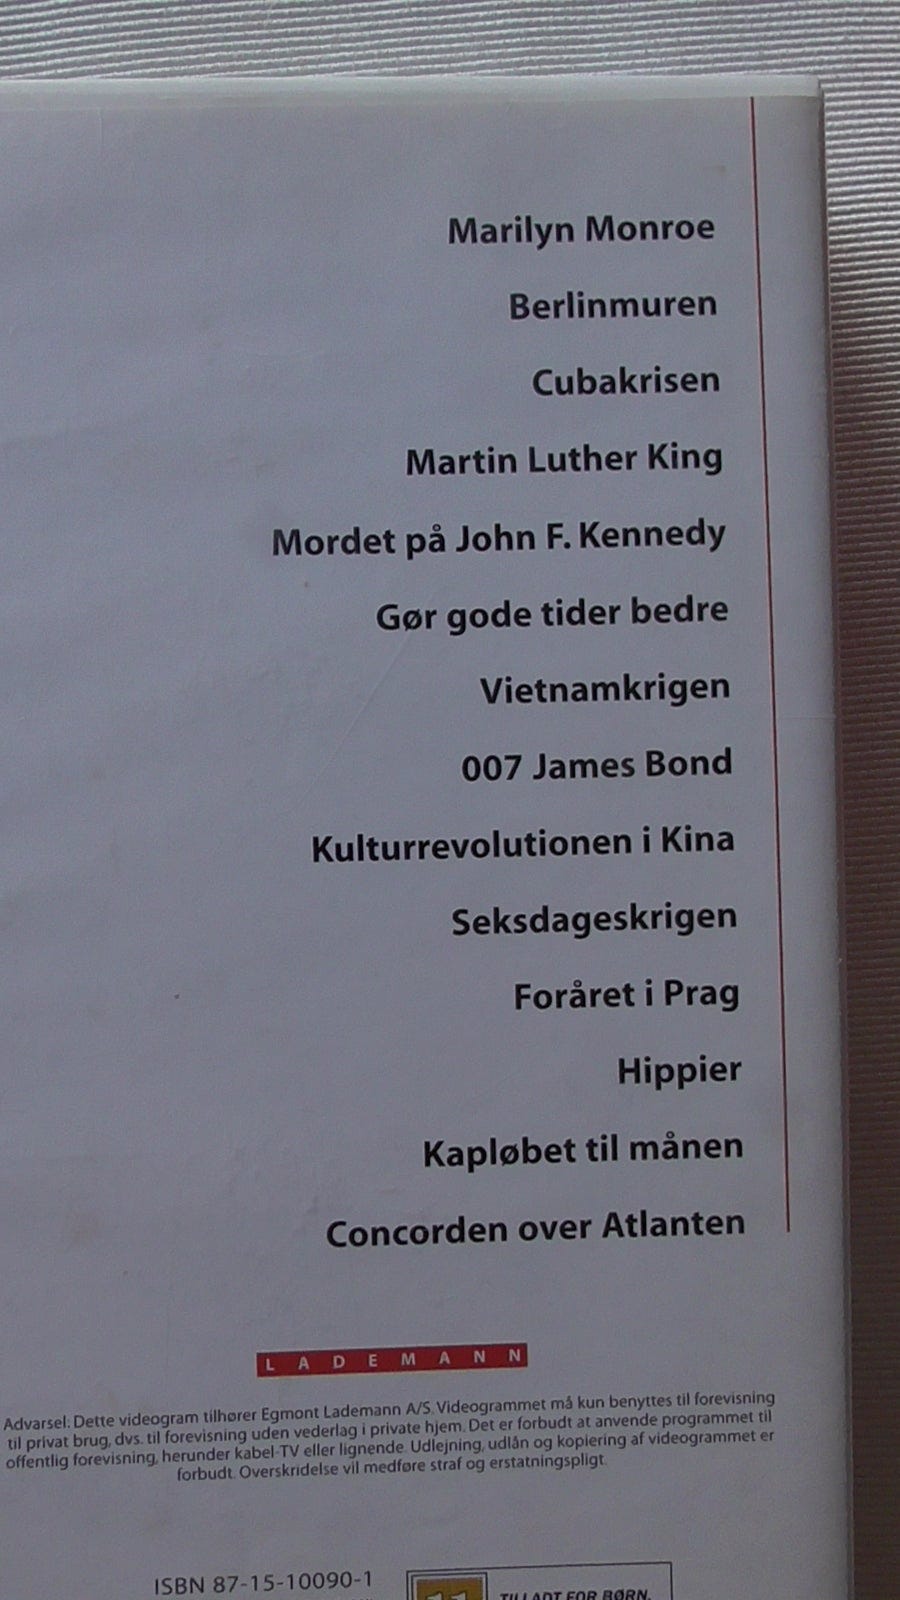 Marilyn Monroe
Berlinmuren
Cubakrisen
Martin Luther King
Mordet på John F. Kennedy
Gør gode tider bedre
Vietnamkrigen
007 James Bond
Kulturrevolutionen i Kina
Seksdageskrigen
Foråret i Prag
Hippier
Kapløbet til månen
Concorden over Atlanten
LADEMANN
Advarsel: Dette videogram tilhører Egmont Lademann A/S. Videogrammet må kun benyttes til forevisning
til privat brug, dvs. til forevisning uden vederlag i private hjem. Det er forbudt at anvende programmet til
offentlig forevisning, herunder kabel-TV eller lignende. Udlejning, udlån og kopiering af videogrammet er
forbudt. Overskridelse vil medføre straf og erstatningspligt.
ISBN 87-15-10090-1
11 TILLADT FOR BØRN,